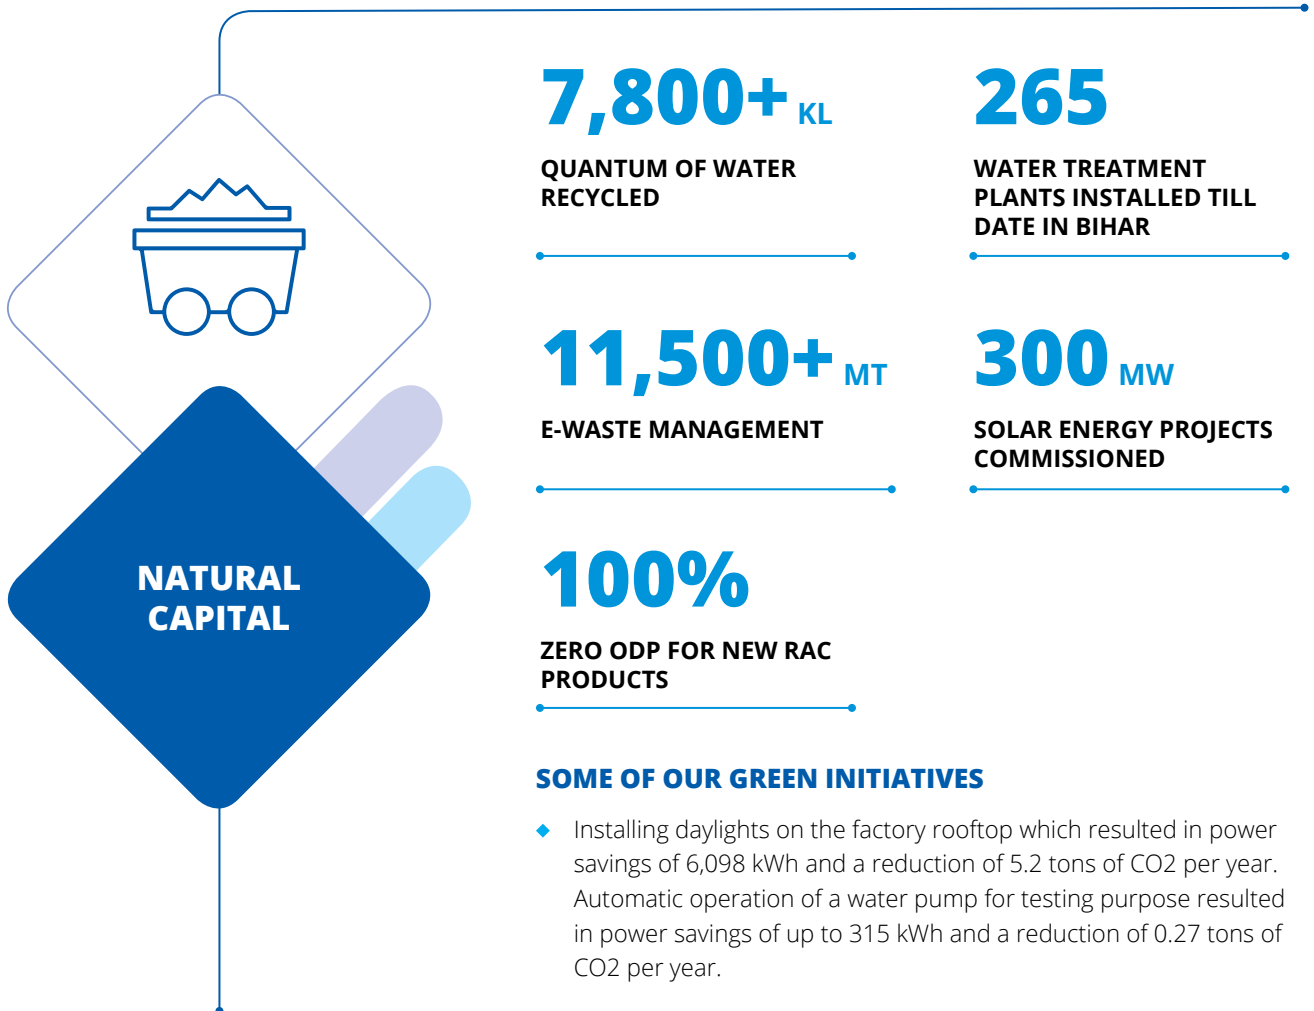 7,800+ KL
QUANTUM OF WATER
RECYCLED
265
WATER TREATMENT
PLANTS INSTALLED TILL
DATE IN BIHAR
11,500+ MT
E-WASTE MANAGEMENT
300 MW
SOLAR ENERGY PROJECTS
COMMISSIONED
NATURAL
CAPITAL
100%
ZERO ODP FOR NEW RAC
PRODUCTS
SOME OF OUR GREEN INITIATIVES
Installing daylights on the factory rooftop which resulted in power
savings of 6,098 kWh and a reduction of 5.2 tons of CO2 per year.
Automatic operation of a water pump for testing purpose resulted
in power savings of up to 315 kWh and a reduction of 0.27 tons of
CO2 per year.